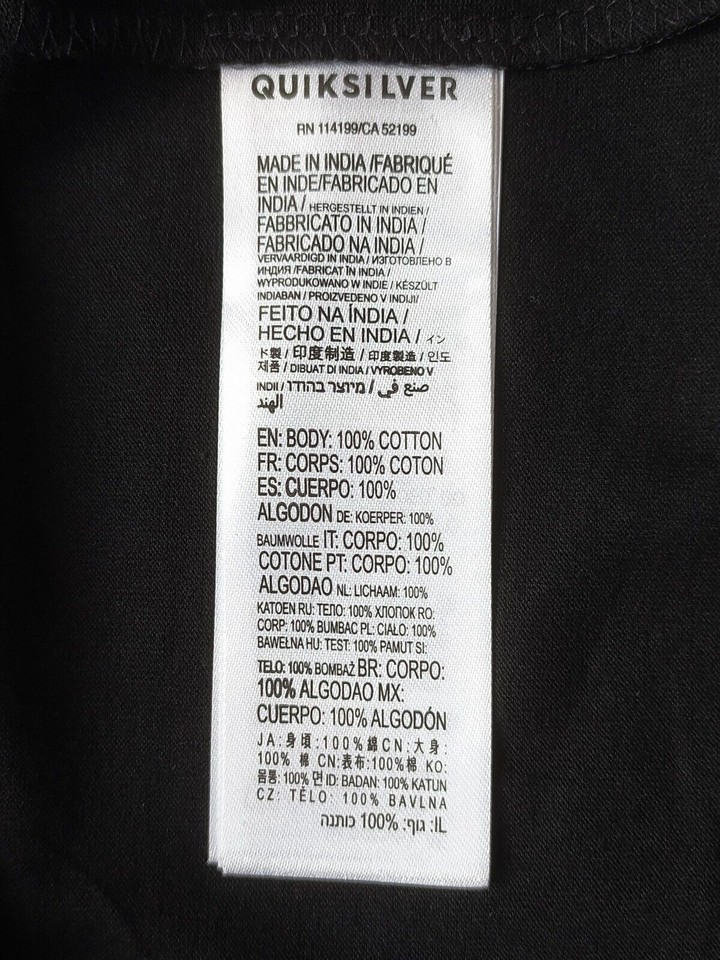 QUIKSILVER
RN 114199/CA 52199
MADE IN INDIA /FABRIQUÉ
EN INDE/FABRICADO EN
INDIA / HERGESTELLT IN INDIEN /
FABBRICATO IN INDIA /
FABRICADO NA INDIA /
VERVAARDIGD IN INDIA / ИЗГОТОВЛЕНО В
ИНДИЯ /FABRICAT ÎN INDIA /
WYPRODUKOWANO W INDIE / KÉSZÜLT
INDIABAN / PROIZVEDENO V INDIJI/
FEITO NA ÍNDIA /
HECHO EN INDIA / イン
ド製 / 印度制造 / 印度製造 / 인도
제품 / DIBUAT DI INDIA / VYROBENO V
INDII / מיוצר בהודו / صنع في
الهند
EN: BODY: 100% COTTON
FR: CORPS: 100% COTON
ES: CUERPO: 100%
ALGODON DE: KOERPER: 100%
BAUMWOLLE IT: CORPO: 100%
COTONE PT: CORPO: 100%
ALGODAO NL: LICHAAM: 100%
KATOEN RU: ТЕЛО: 100% ХЛОПОК RO:
CORP: 100% BUMBAC PL: CIAŁO: 100%
BAWEŁNA HU: TEST: 100% PAMUT SI:
TELO: 100% BOMBAŽ BR: CORPO:
100% ALGODAO MX:
CUERPO: 100% ALGODÓN
JA:身頃:100%綿 CN:大身:
100% 棉 CN:表布:100%棉 KO:
몸통: 100% 면 ID: BADAN: 100% KATUN
CZ: TĚLO: 100% BAVLNA
IL: גוף: 100% כותנה